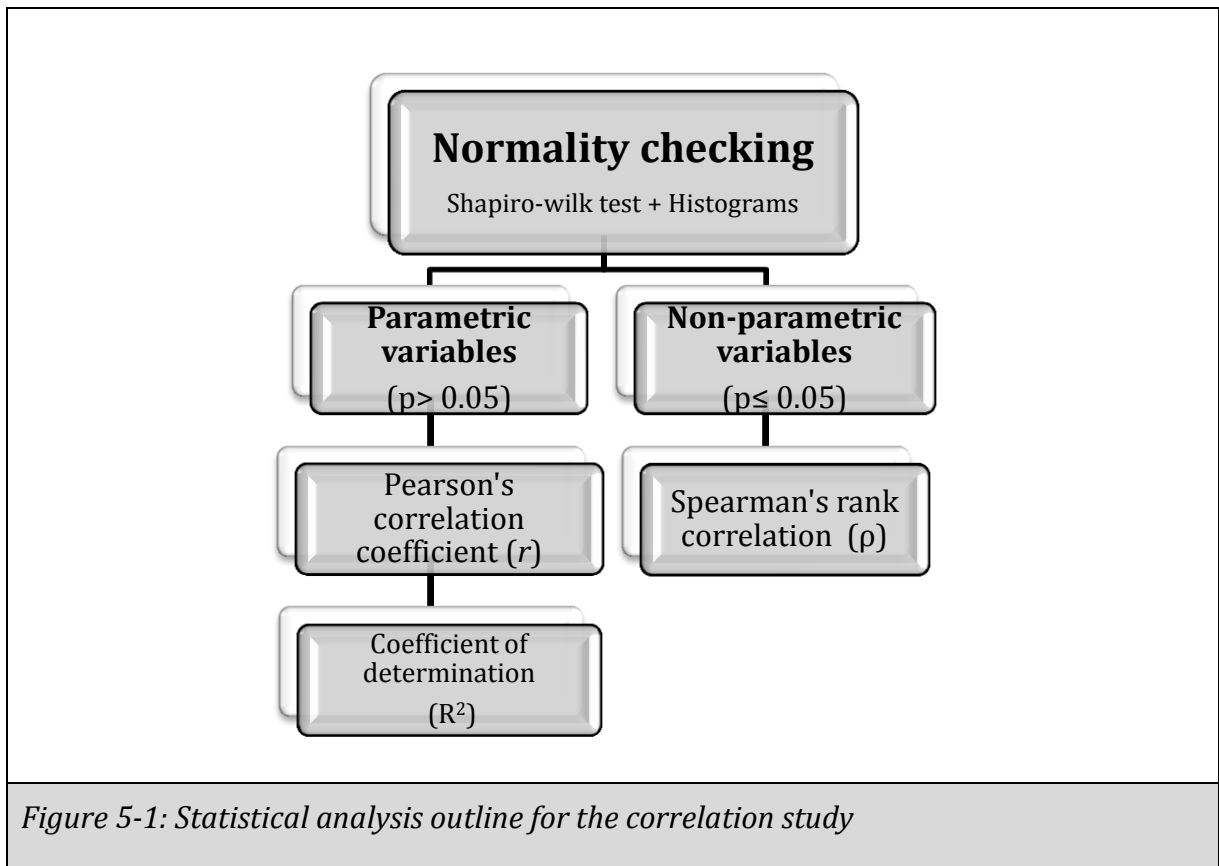 Normality checking
Shapiro-wilk test + Histograms
Parametric
variables
(p> 0.05)
Non-parametric
variables
(p≤ 0.05)
Pearson's
correlation
coefficient (r)
Spearman's rank
correlation (ρ)
Coefficient of
determination
(R²)
Figure 5-1: Statistical analysis outline for the correlation study